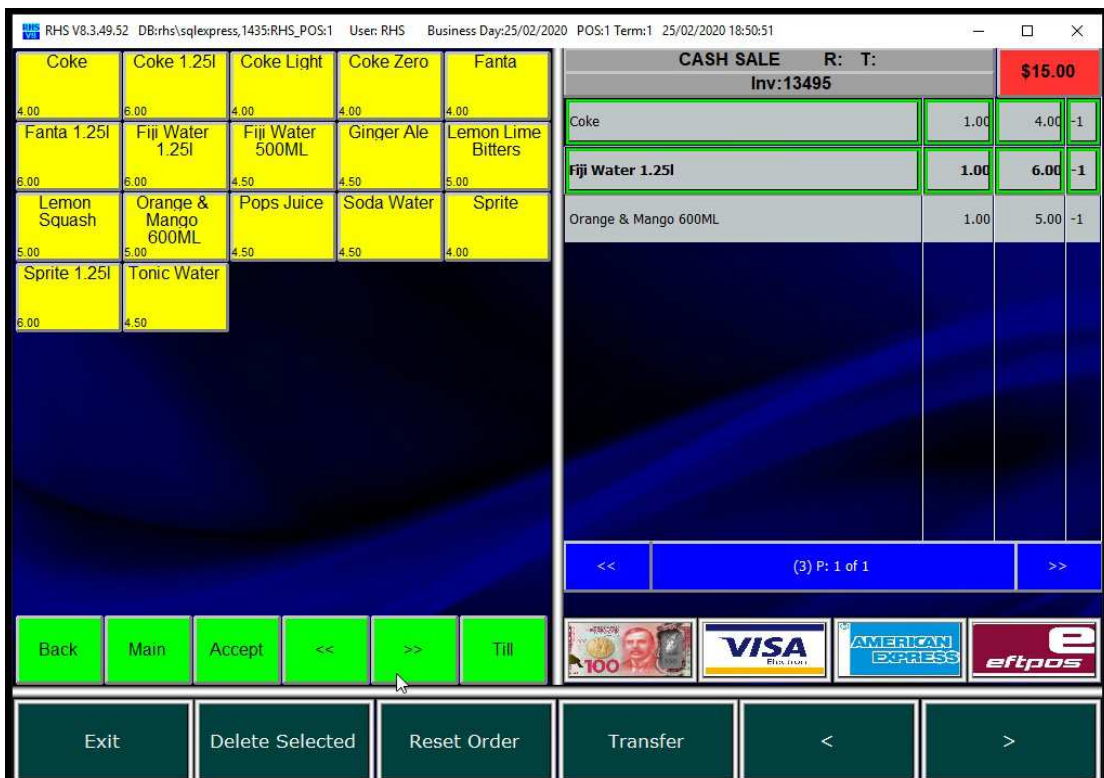 RHS V8.3.49.52 DB:rhs\sqlexpress,1435:RHS_POS:1 User: RHS Business Day:25/02/2020 POS:1 Term:1 25/02/2020 18:50:51
Coke Coke 1.25l Coke Light Coke Zero Fanta
4.00 6.00 4.00 4.00 4.00
Fanta 1.25l Fiji Water 1.25l Fiji Water 500ML Ginger Ale Lemon Lime Bitters
6.00 6.00 4.50 4.50 5.00
Lemon Squash Orange & Mango 600ML Pops Juice Soda Water Sprite
5.00 5.00 4.50 4.50 4.00
Sprite 1.25l Tonic Water
6.00 4.50
CASH SALE R: T:
Inv:13495
$15.00
Coke 1.00 4.00 -1
Fiji Water 1.25l 1.00 6.00 -1
Orange & Mango 600ML 1.00 5.00 -1
<< (3) P: 1 of 1 >>
Back Main Accept << >> Till
100
VISA
Electron
AMERICAN
EXPRESS
e
eftpos
Exit Delete Selected Reset Order Transfer < >